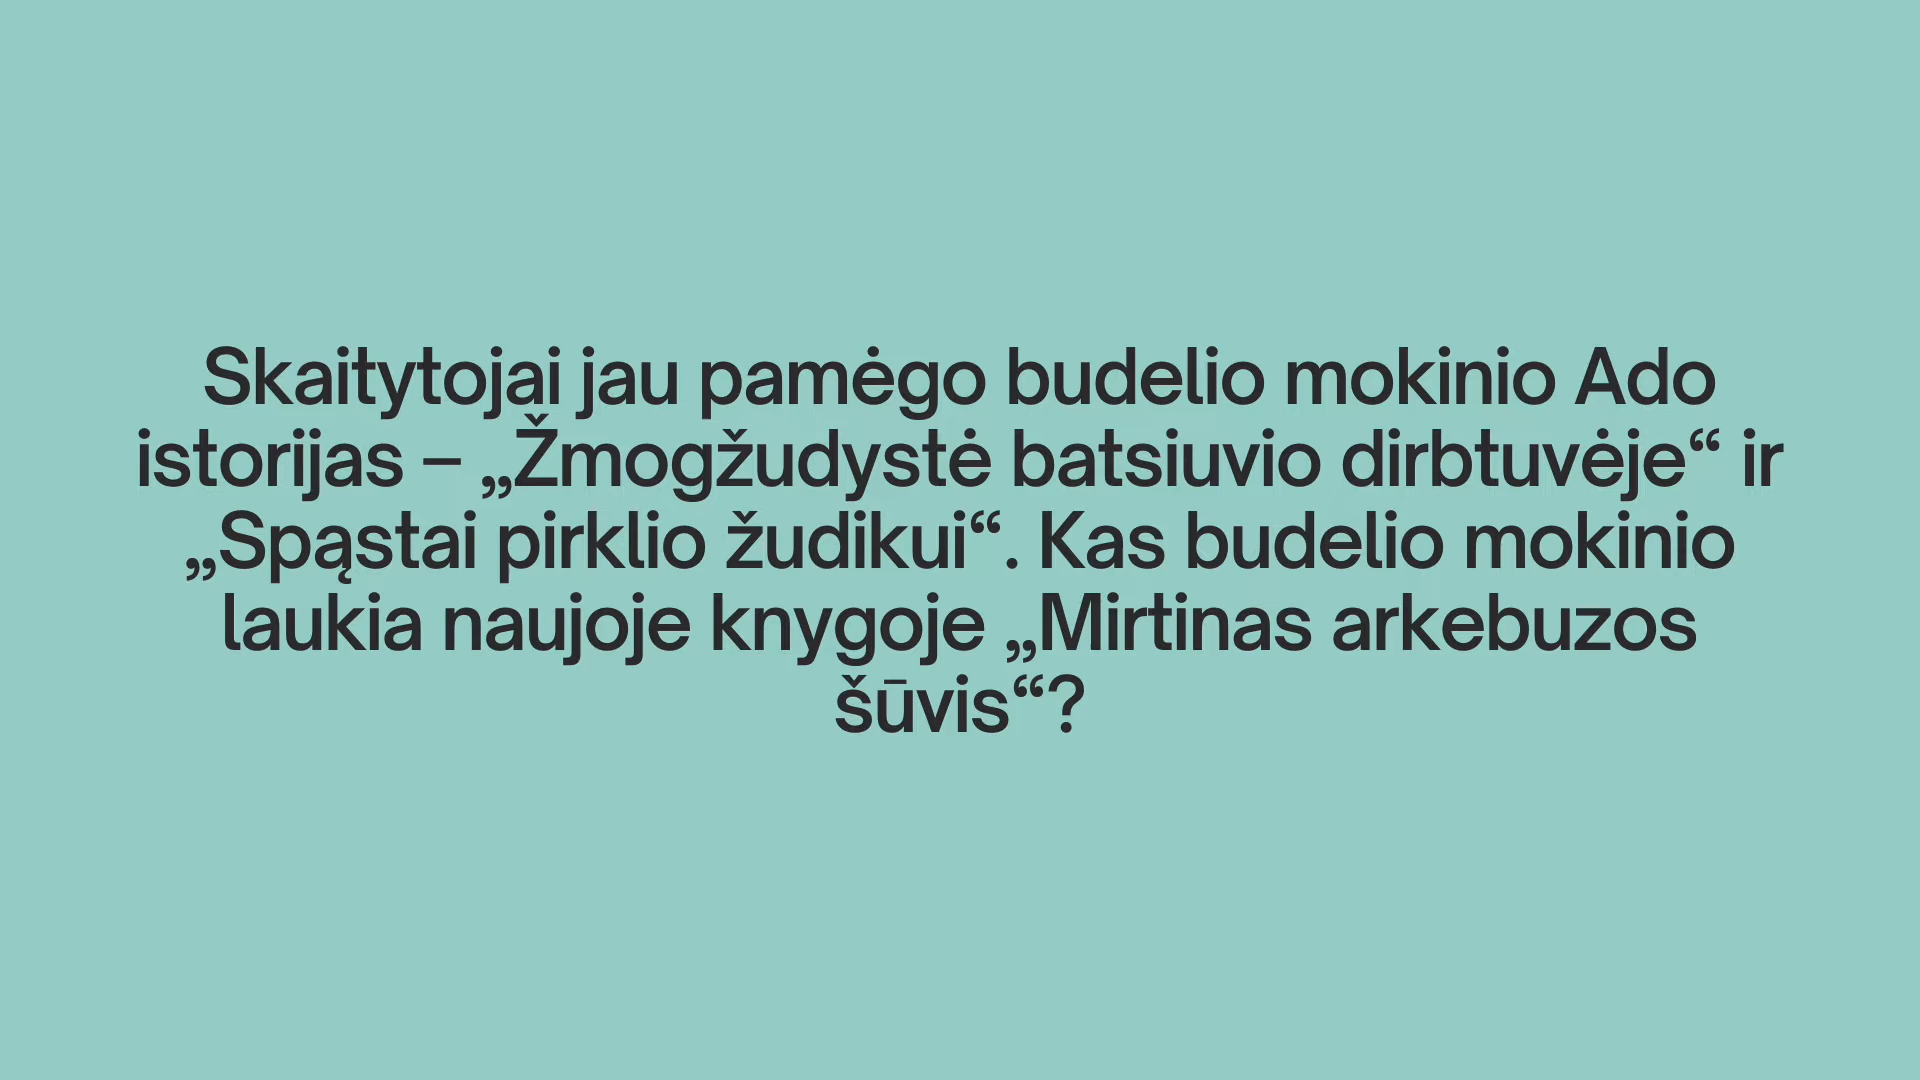 Skaitytojai jau pamėgo budelio mokinio Ado
istorijas – „Žmogžudystė batsiuvio dirbtuvėje“ ir
„Spąstai pirklio žudikui“. Kas budelio mokinio
laukia naujoje knygoje „Mirtinas arkebuzos
šūvis“?